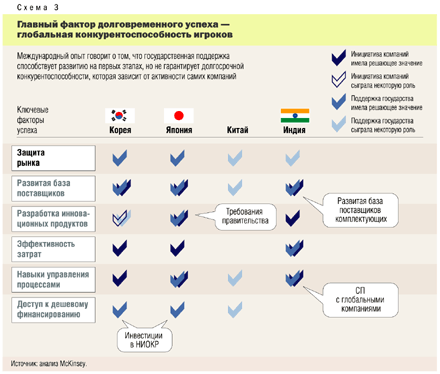 Схема 3
Главный фактор долговременного успеха —
глобальная конкурентоспособность игроков
Международный опыт говорит о том, что государственная поддержка
способствует развитию на первых этапах, но не гарантирует долгосрочной
конкурентоспособности, которая зависит от активности самих компаний
Инициатива компаний
имела решающее значение
Инициатива компаний
сыграла некоторую роль
Поддержка государства
имела решающее значение
Поддержка государства
сыграла некоторую роль
Ключевые
факторы
успеха
Корея
Япония
Китай
Индия
Защита
рынка
Развитая база
поставщиков
Развитая база
поставщиков
комплектующих
Разработка иннова-
ционных продуктов
Требования
правительства
Эффективность
затрат
Навыки управления
процессами
СП
с глобальными
компаниями
Доступ к дешевому
финансированию
Инвестиции
в НИОКР
Источник: анализ McKinsey.